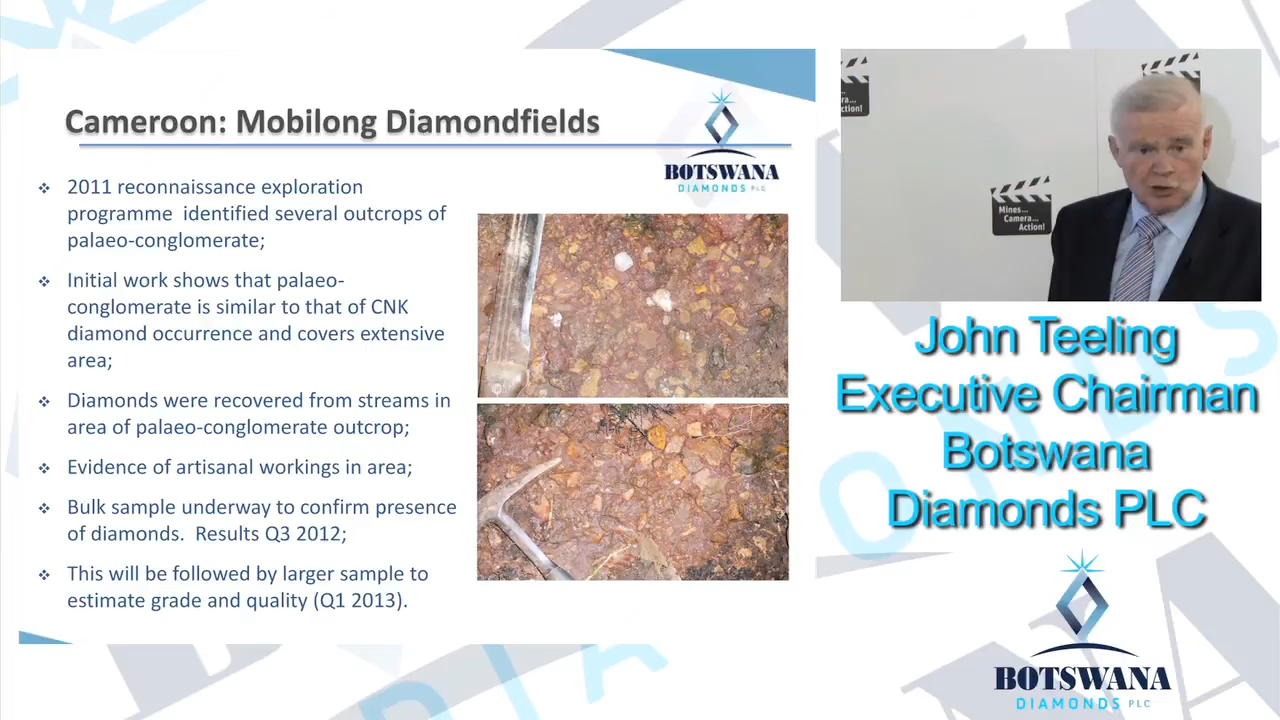 Cameroon: Mobilong Diamondfields
BOTSWANA
DIAMONDS PLC
2011 reconnaissance exploration
programme identified several outcrops of
palaeo-conglomerate;
Initial work shows that palaeo-
conglomerate is similar to that of CNK
diamond occurrence and covers extensive
area;
Diamonds were recovered from streams in
area of palaeo-conglomerate outcrop;
Evidence of artisanal workings in area;
Bulk sample underway to confirm presence
of diamonds. Results Q3 2012;
This will be followed by larger sample to
estimate grade and quality (Q1 2013).
Mines...
Camera...
Action!
John Teeling
Executive Chairman
Botswana
Diamonds PLC
BOTSWANA
DIAMONDS PLC